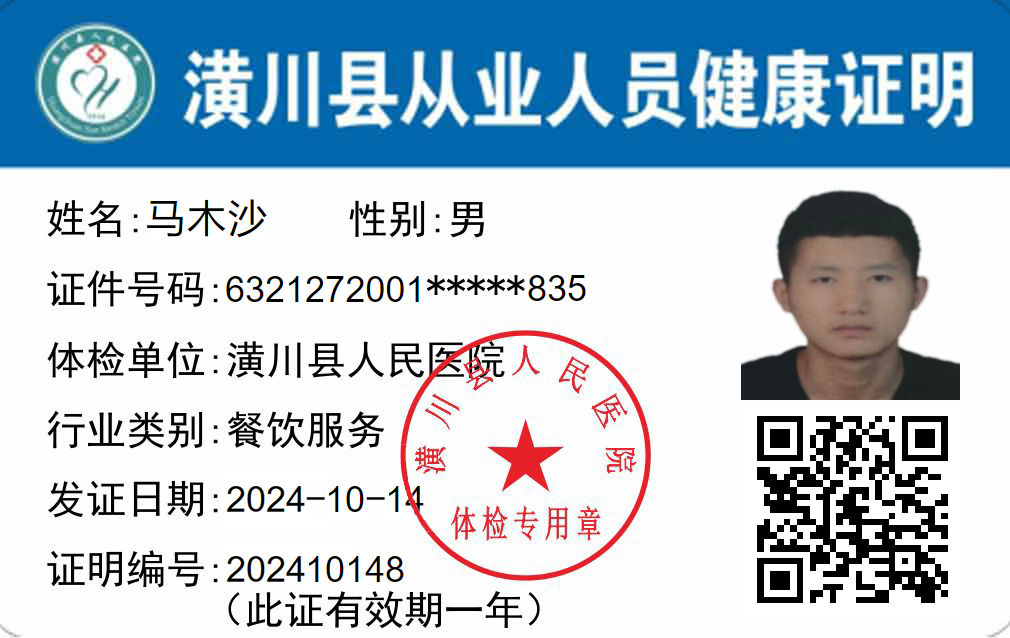 潢川县从业人员健康证明
姓名:马木沙 性别:男
证件号码:6321272001*****835
体检单位:潢川县人民医院
行业类别:餐饮服务
发证日期:2024-10-14
证明编号:202410148
（此证有效期一年）
潢川县人民医院
体检专用章